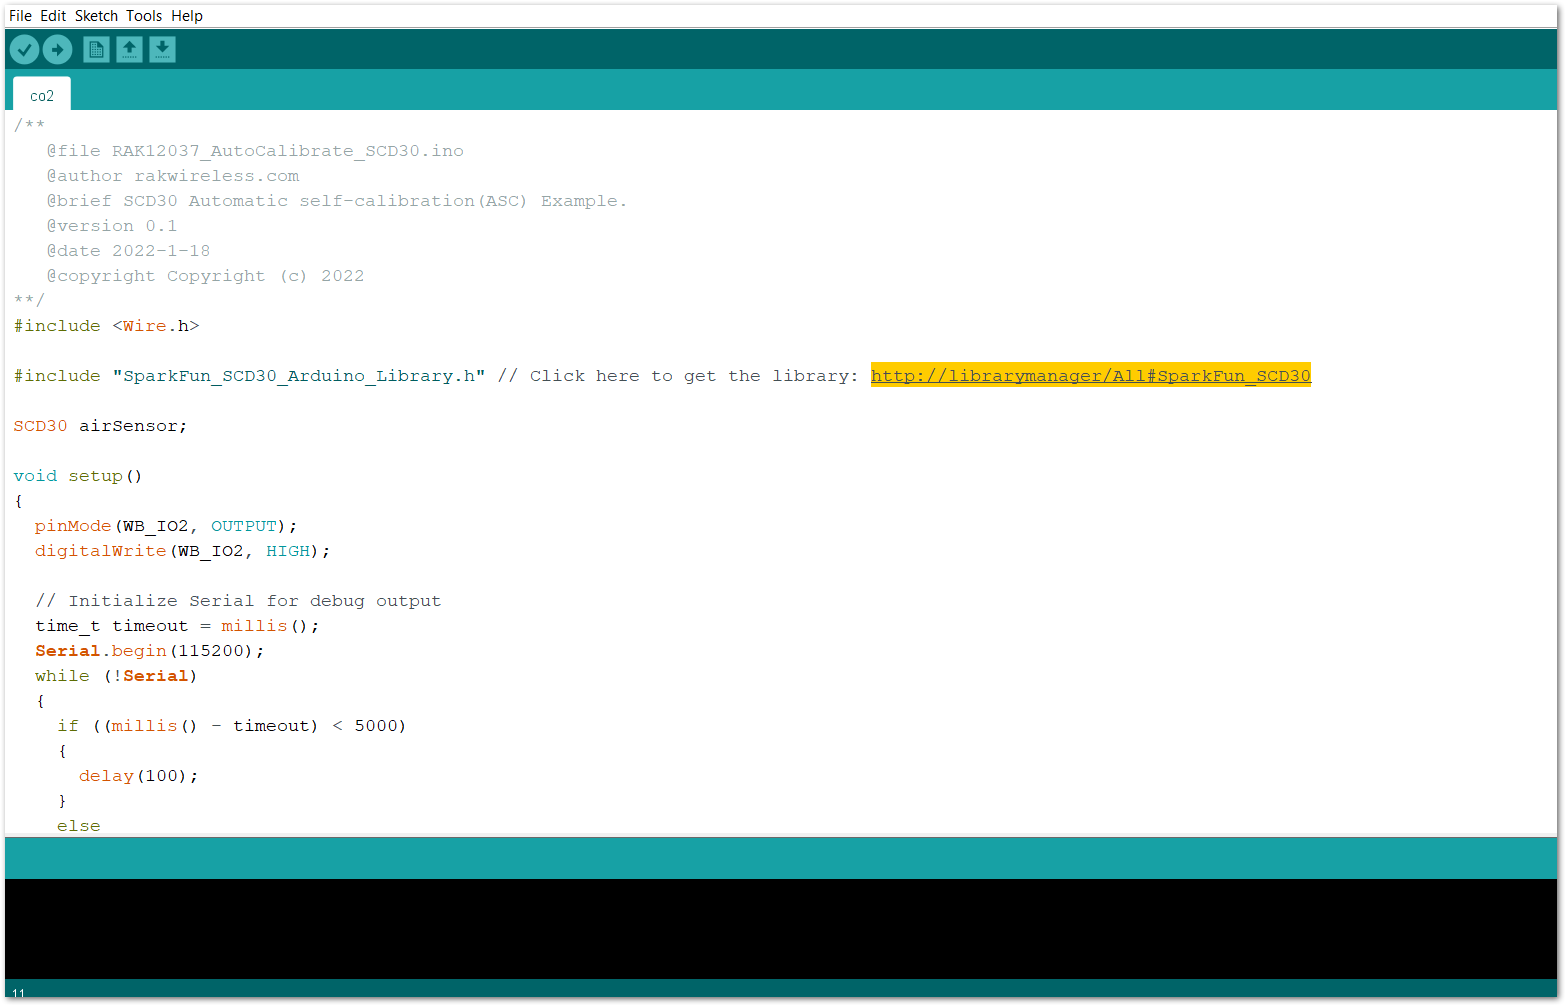 File Edit Sketch Tools Help
co2
/**
   @file RAK12037_AutoCalibrate_SCD30.ino
   @author rakwireless.com
   @brief SCD30 Automatic self-calibration(ASC) Example.
   @version 0.1
   @date 2022-1-18
   @copyright Copyright (c) 2022
**/
#include <Wire.h>
#include "SparkFun_SCD30_Arduino_Library.h" // Click here to get the library: http://librarymanager/All#SparkFun_SCD30
SCD30 airSensor;
void setup()
{
  pinMode(WB_IO2, OUTPUT);
  digitalWrite(WB_IO2, HIGH);
  // Initialize Serial for debug output
  time_t timeout = millis();
  Serial.begin(115200);
  while (!Serial)
  {
    if ((millis() - timeout) < 5000)
    {
      delay(100);
    }
    else
11